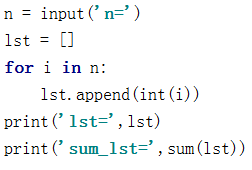 n = input('n=')
lst = []
for i in n:
    lst.append(int(i))
print('lst=',lst)
print('sum_lst=',sum(lst))